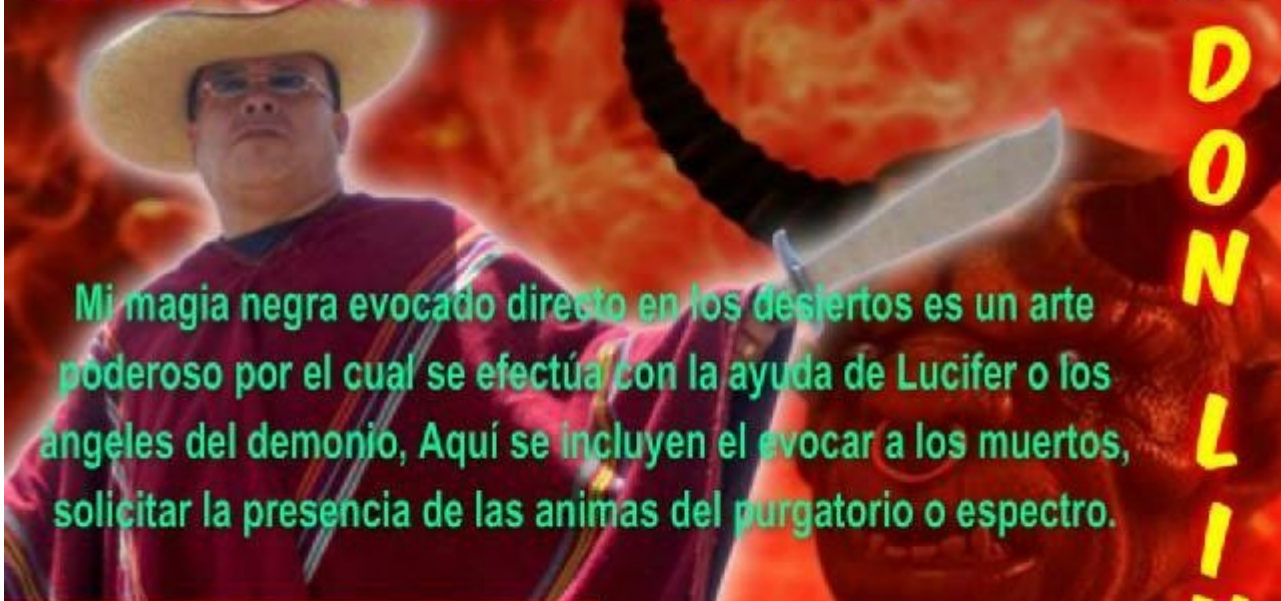 Mi magia negra evocado directo en los desiertos es un arte
poderoso por el cual se efectúa con la ayuda de Lucifer o los
ángeles del demonio, Aquí se incluyen el evocar a los muertos,
solicitar la presencia de las animas del purgatorio o espectro.
DON